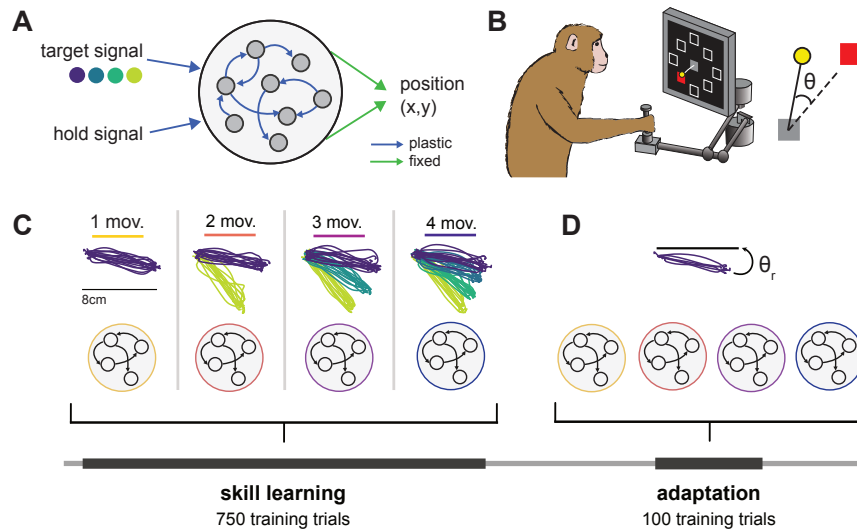 A
target signal
hold signal
position
(x,y)
plastic
fixed
B
θ
C
1 mov.
2 mov.
3 mov.
4 mov.
8cm
D
θr
skill learning
750 training trials
adaptation
100 training trials